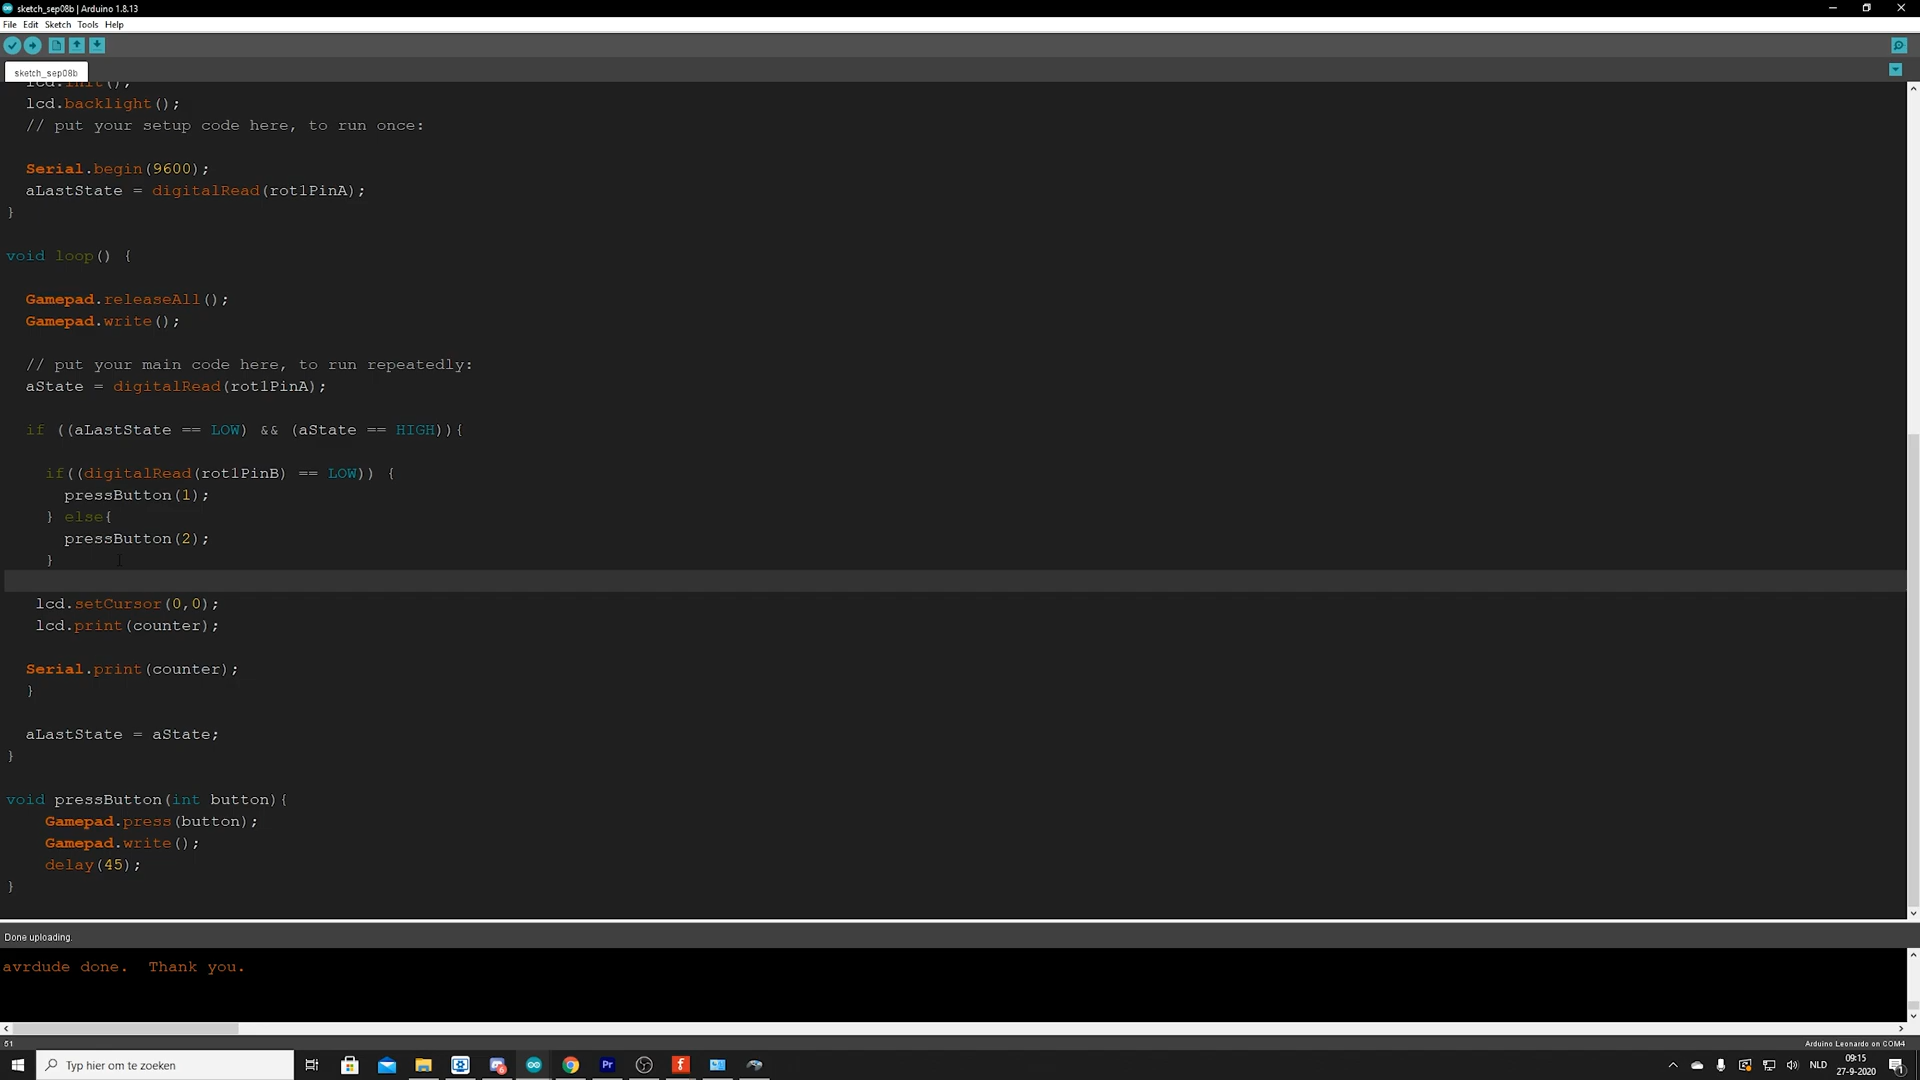 sketch_sep08b | Arduino 1.8.13
File Edit Sketch Tools Help
sketch_sep08b
lcd.init();
lcd.backlight();
// put your setup code here, to run once:
Serial.begin(9600);
aLastState = digitalRead(rot1PinA);
}
void loop() {
Gamepad.releaseAll();
Gamepad.write();
// put your main code here, to run repeatedly:
aState = digitalRead(rot1PinA);
if ((aLastState == LOW) && (aState == HIGH)){
if((digitalRead(rot1PinB) == LOW)) {
pressButton(1);
} else{
pressButton(2);
}
lcd.setCursor(0,0);
lcd.print(counter);
Serial.print(counter);
}
aLastState = aState;
}
void pressButton(int button){
Gamepad.press(button);
Gamepad.write();
delay(45);
}
Done uploading.
avrdude done.  Thank you.
51
Arduino Leonardo on COM4
Typ hier om te zoeken
Pr
NLD
09:15
27-9-2020